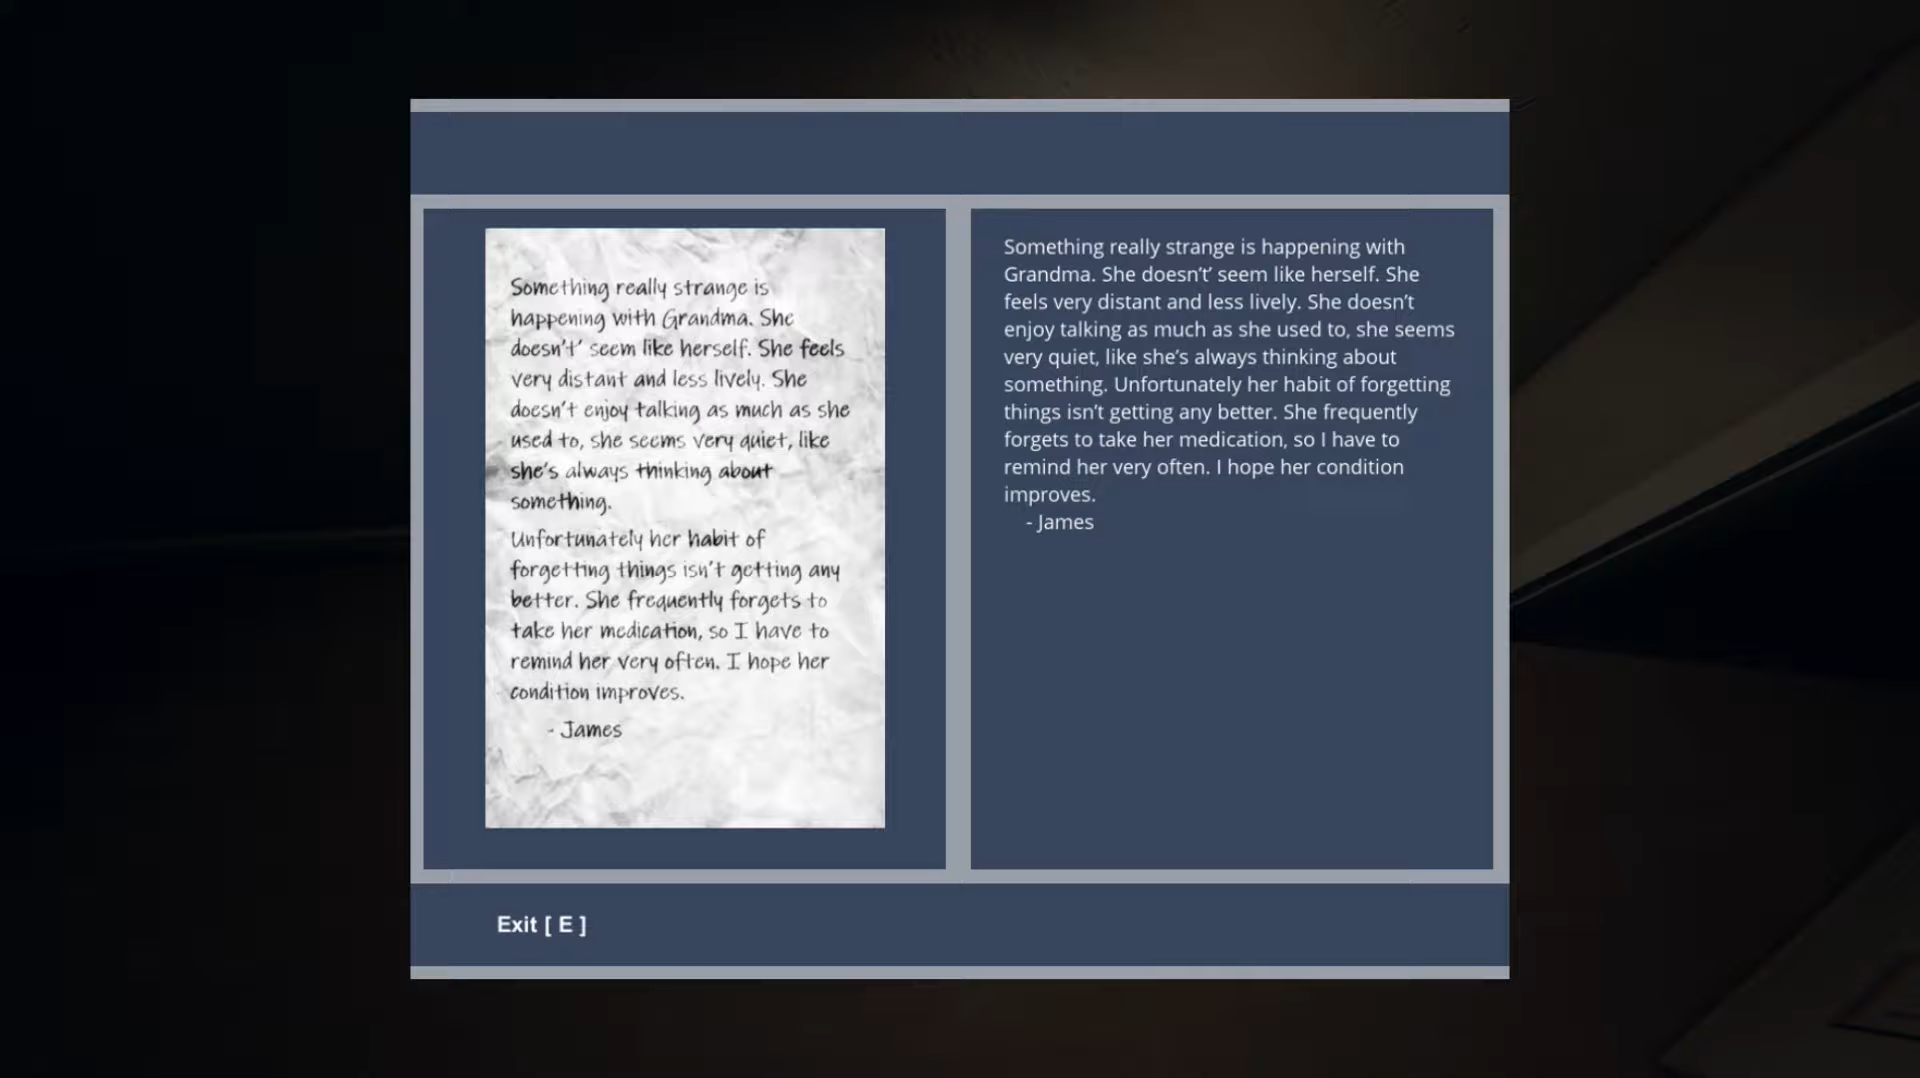 Something really strange is
happening with Grandma. She
doesn't' seem like herself. She feels
very distant and less lively. She
doesn't enjoy talking as much as she
used to, she seems very quiet, like
she's always thinking about
something.
Unfortunately her habit of
forgetting things isn't getting any
better. She frequently forgets to
take her medication, so I have to
remind her very often. I hope her
condition improves.
- James
Something really strange is happening with
Grandma. She doesn't' seem like herself. She
feels very distant and less lively. She doesn't
enjoy talking as much as she used to, she seems
very quiet, like she's always thinking about
something. Unfortunately her habit of forgetting
things isn't getting any better. She frequently
forgets to take her medication, so I have to
remind her very often. I hope her condition
improves.
- James
Exit [ E ]